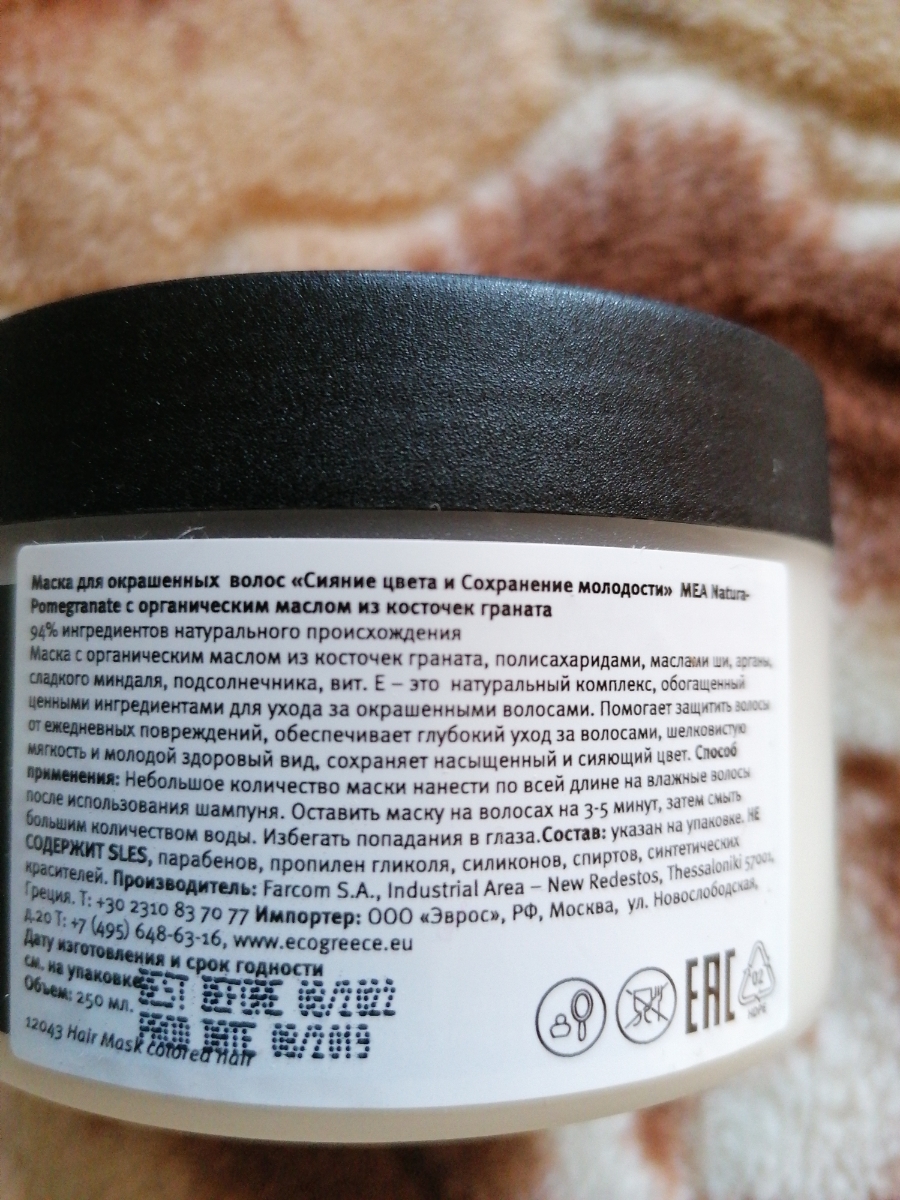 Маска для окрашенных волос «Сияние цвета и Сохранение молодости» MEA Natura-
Pomegranate с органическим маслом из косточек граната
94% ингредиентов натурального происхождения
Маска с органическим маслом из косточек граната, полисахаридами, маслами ши, арганы,
сладкого миндаля, подсолнечника, вит. Е – это натуральный комплекс, обогащенный
ценными ингредиентами для ухода за окрашенными волосами. Помогает защитить волосы
от ежедневных повреждений, обеспечивает глубокий уход за волосами, шелковистую
мягкость и молодой здоровый вид, сохраняет насыщенный и сияющий цвет. Способ
применения: Небольшое количество маски нанести по всей длине на влажные волосы
после использования шампуня. Оставить маску на волосах на 3-5 минут, затем смыть
большим количеством воды. Избегать попадания в глаза.Состав: указан на упаковке. НЕ
СОДЕРЖИТ SLES, парабенов, пропилен гликоля, силиконов, спиртов, синтетических
красителей. Производитель: Farcom S.A., Industrial Area – New Redestos, Thessaloniki 57001,
Греция. Т: +30 2310 83 70 77 Импортер: ООО «Эврос», РФ, Москва, ул. Новослободская,
д.20 Т: +7 (495) 648-63-16, www.ecogreece.eu
Дату изготовления и срок годности
см. на упаковке
BEST BEFORE 08/2022
Объем: 250 мл.
PROD DATE 08/2019
12043 Hair Mask colored hair
EAC
02
HDPE